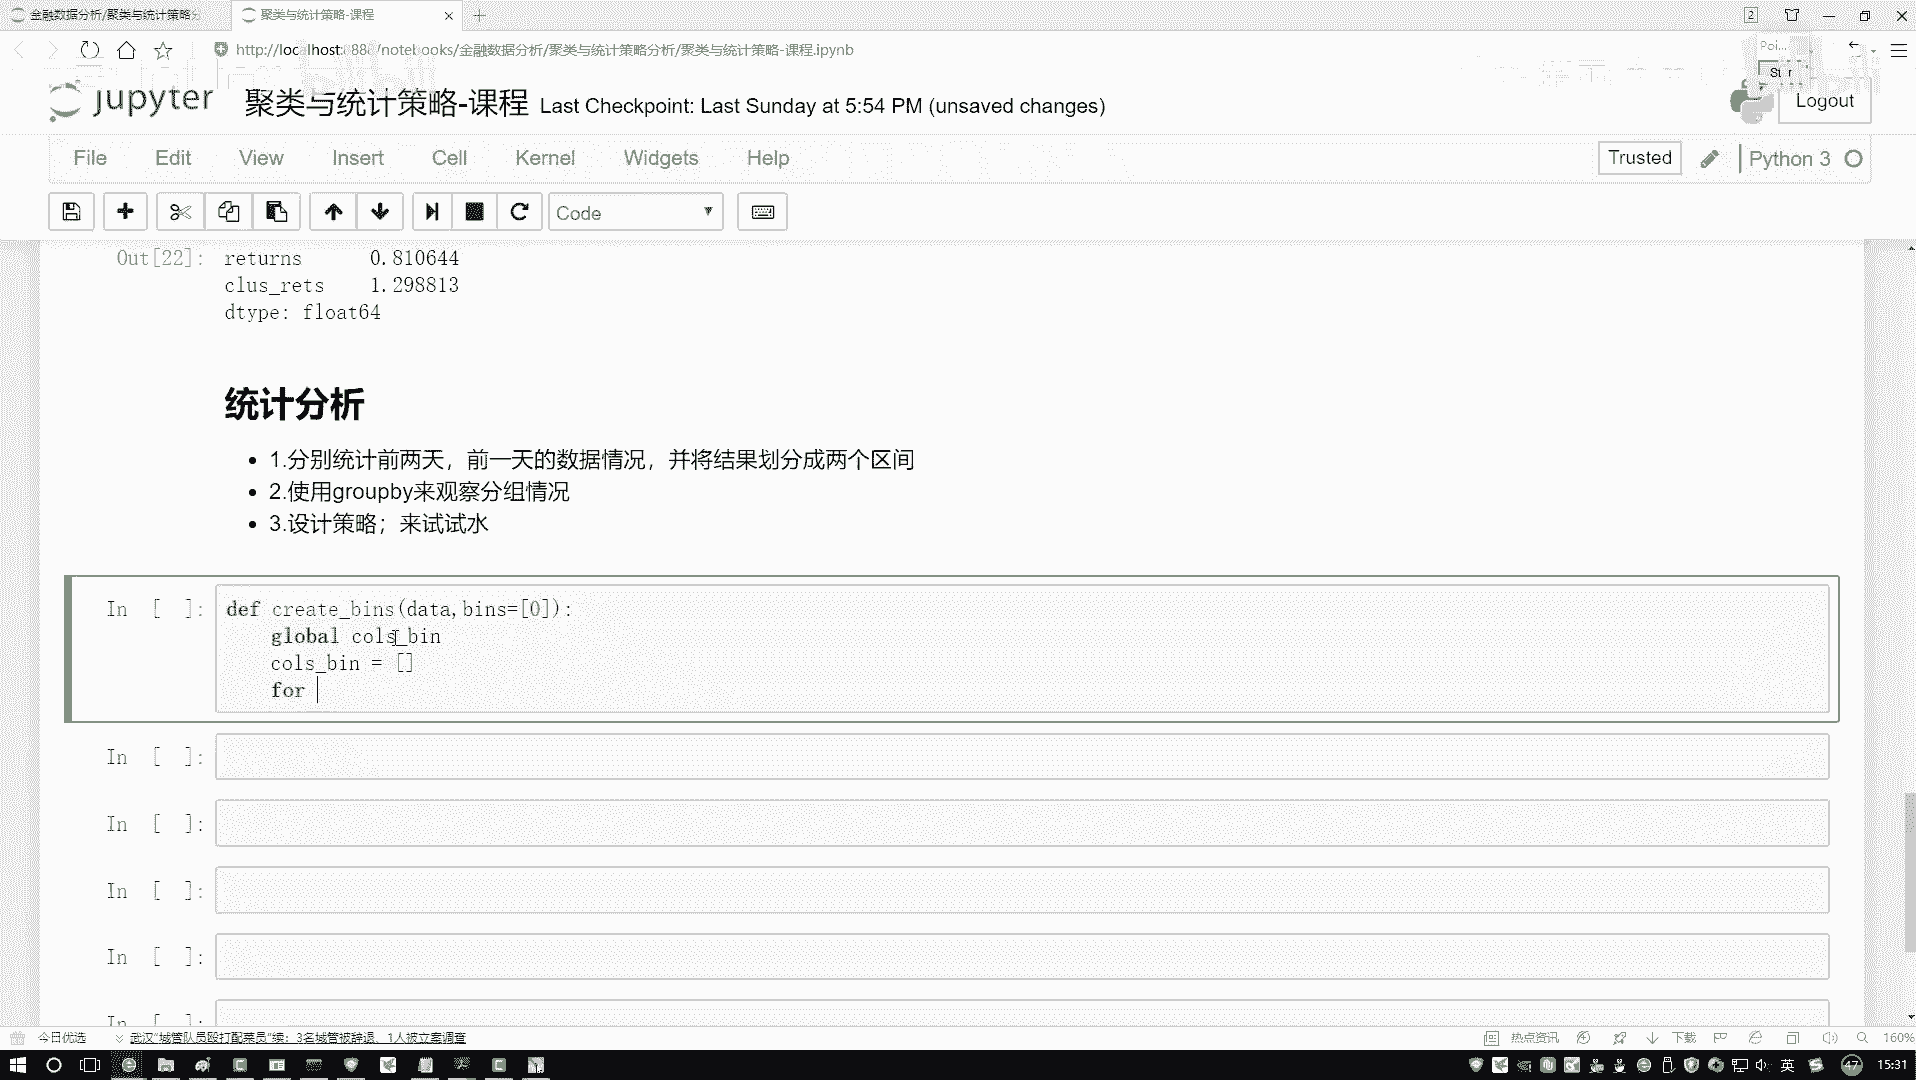 金融数据分析/聚类与统计策略分
聚类与统计策略-课程
2
http://localhost:888/notebooks/金融数据分析/聚类与统计策略分析/聚类与统计策略-课程.ipynb
jupyter 聚类与统计策略-课程 Last Checkpoint: Last Sunday at 5:54 PM (unsaved changes)
Logout
File Edit View Insert Cell Kernel Widgets Help
Trusted Python 3
Code
Out[22]: returns 0.810644
clus_rets 1.298813
dtype: float64
统计分析
1.分别统计前两天，前一天的数据情况，并将结果划分成两个区间
2.使用groupby来观察分组情况
3.设计策略；来试试水
In [ ]: def create_bins(data,bins=[0]):
global cols_bin
cols_bin = []
for
In [ ]:
In [ ]:
In [ ]:
In [ ]:
In [ ]:
今日优选 武汉"城管队员殴打配菜员"续：3名城管被辞退、1人被立案调查 热点资讯 下载 160%
英 47 15:31